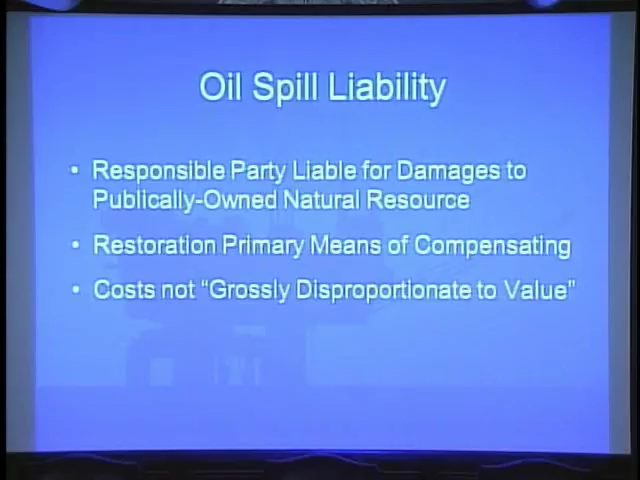 Oil Spill Liability
• Responsible Party Liable for Damages to
Publically-Owned Natural Resource
• Restoration Primary Means of Compensating
• Costs not “Grossly Disproportionate to Value”